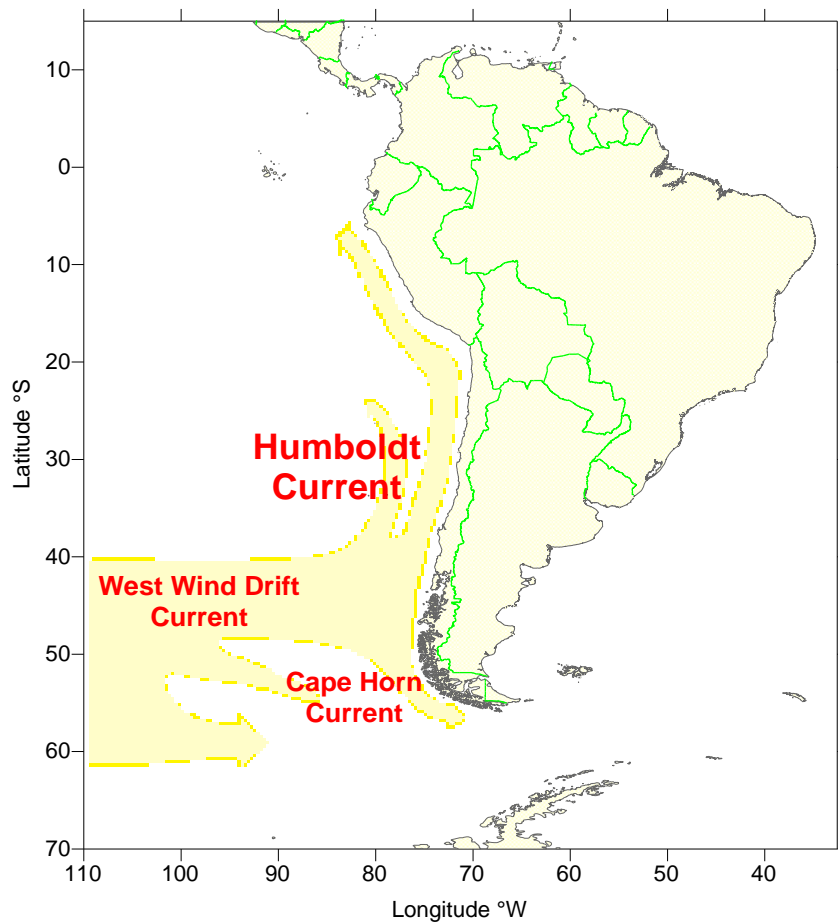 10
0
10
20
30
40
50
60
70
Latitude °S
Humboldt
Current
West Wind Drift
Current
Cape Horn
Current
110 100 90 80 70 60 50 40
Longitude °W